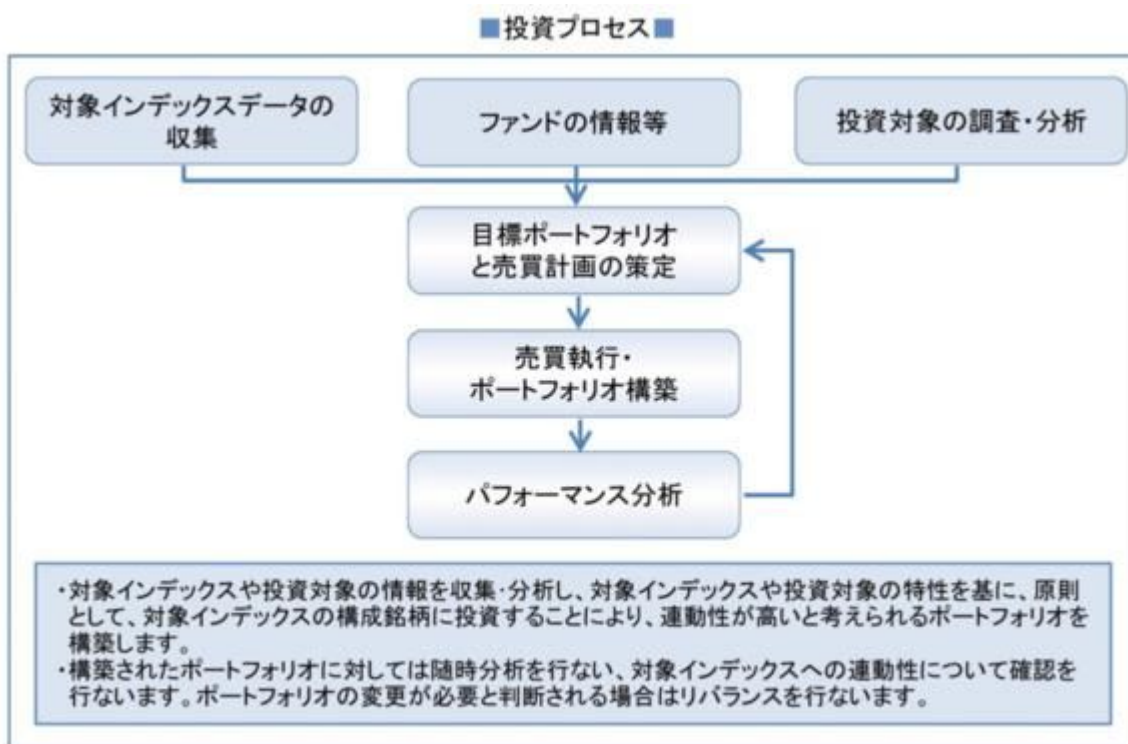 ■投資プロセス■
対象インデックスデータの
収集
ファンドの情報等
投資対象の調査・分析
目標ポートフォリオ
と売買計画の策定
売買執行・
ポートフォリオ構築
パフォーマンス分析
・対象インデックスや投資対象の情報を収集・分析し、対象インデックスや投資対象の特性を基に、原則
として、対象インデックスの構成銘柄に投資することにより、連動性が高いと考えられるポートフォリオを
構築します。
・構築されたポートフォリオに対しては随時分析を行ない、対象インデックスへの連動性について確認を
行ないます。ポートフォリオの変更が必要と判断される場合はリバランスを行ないます。